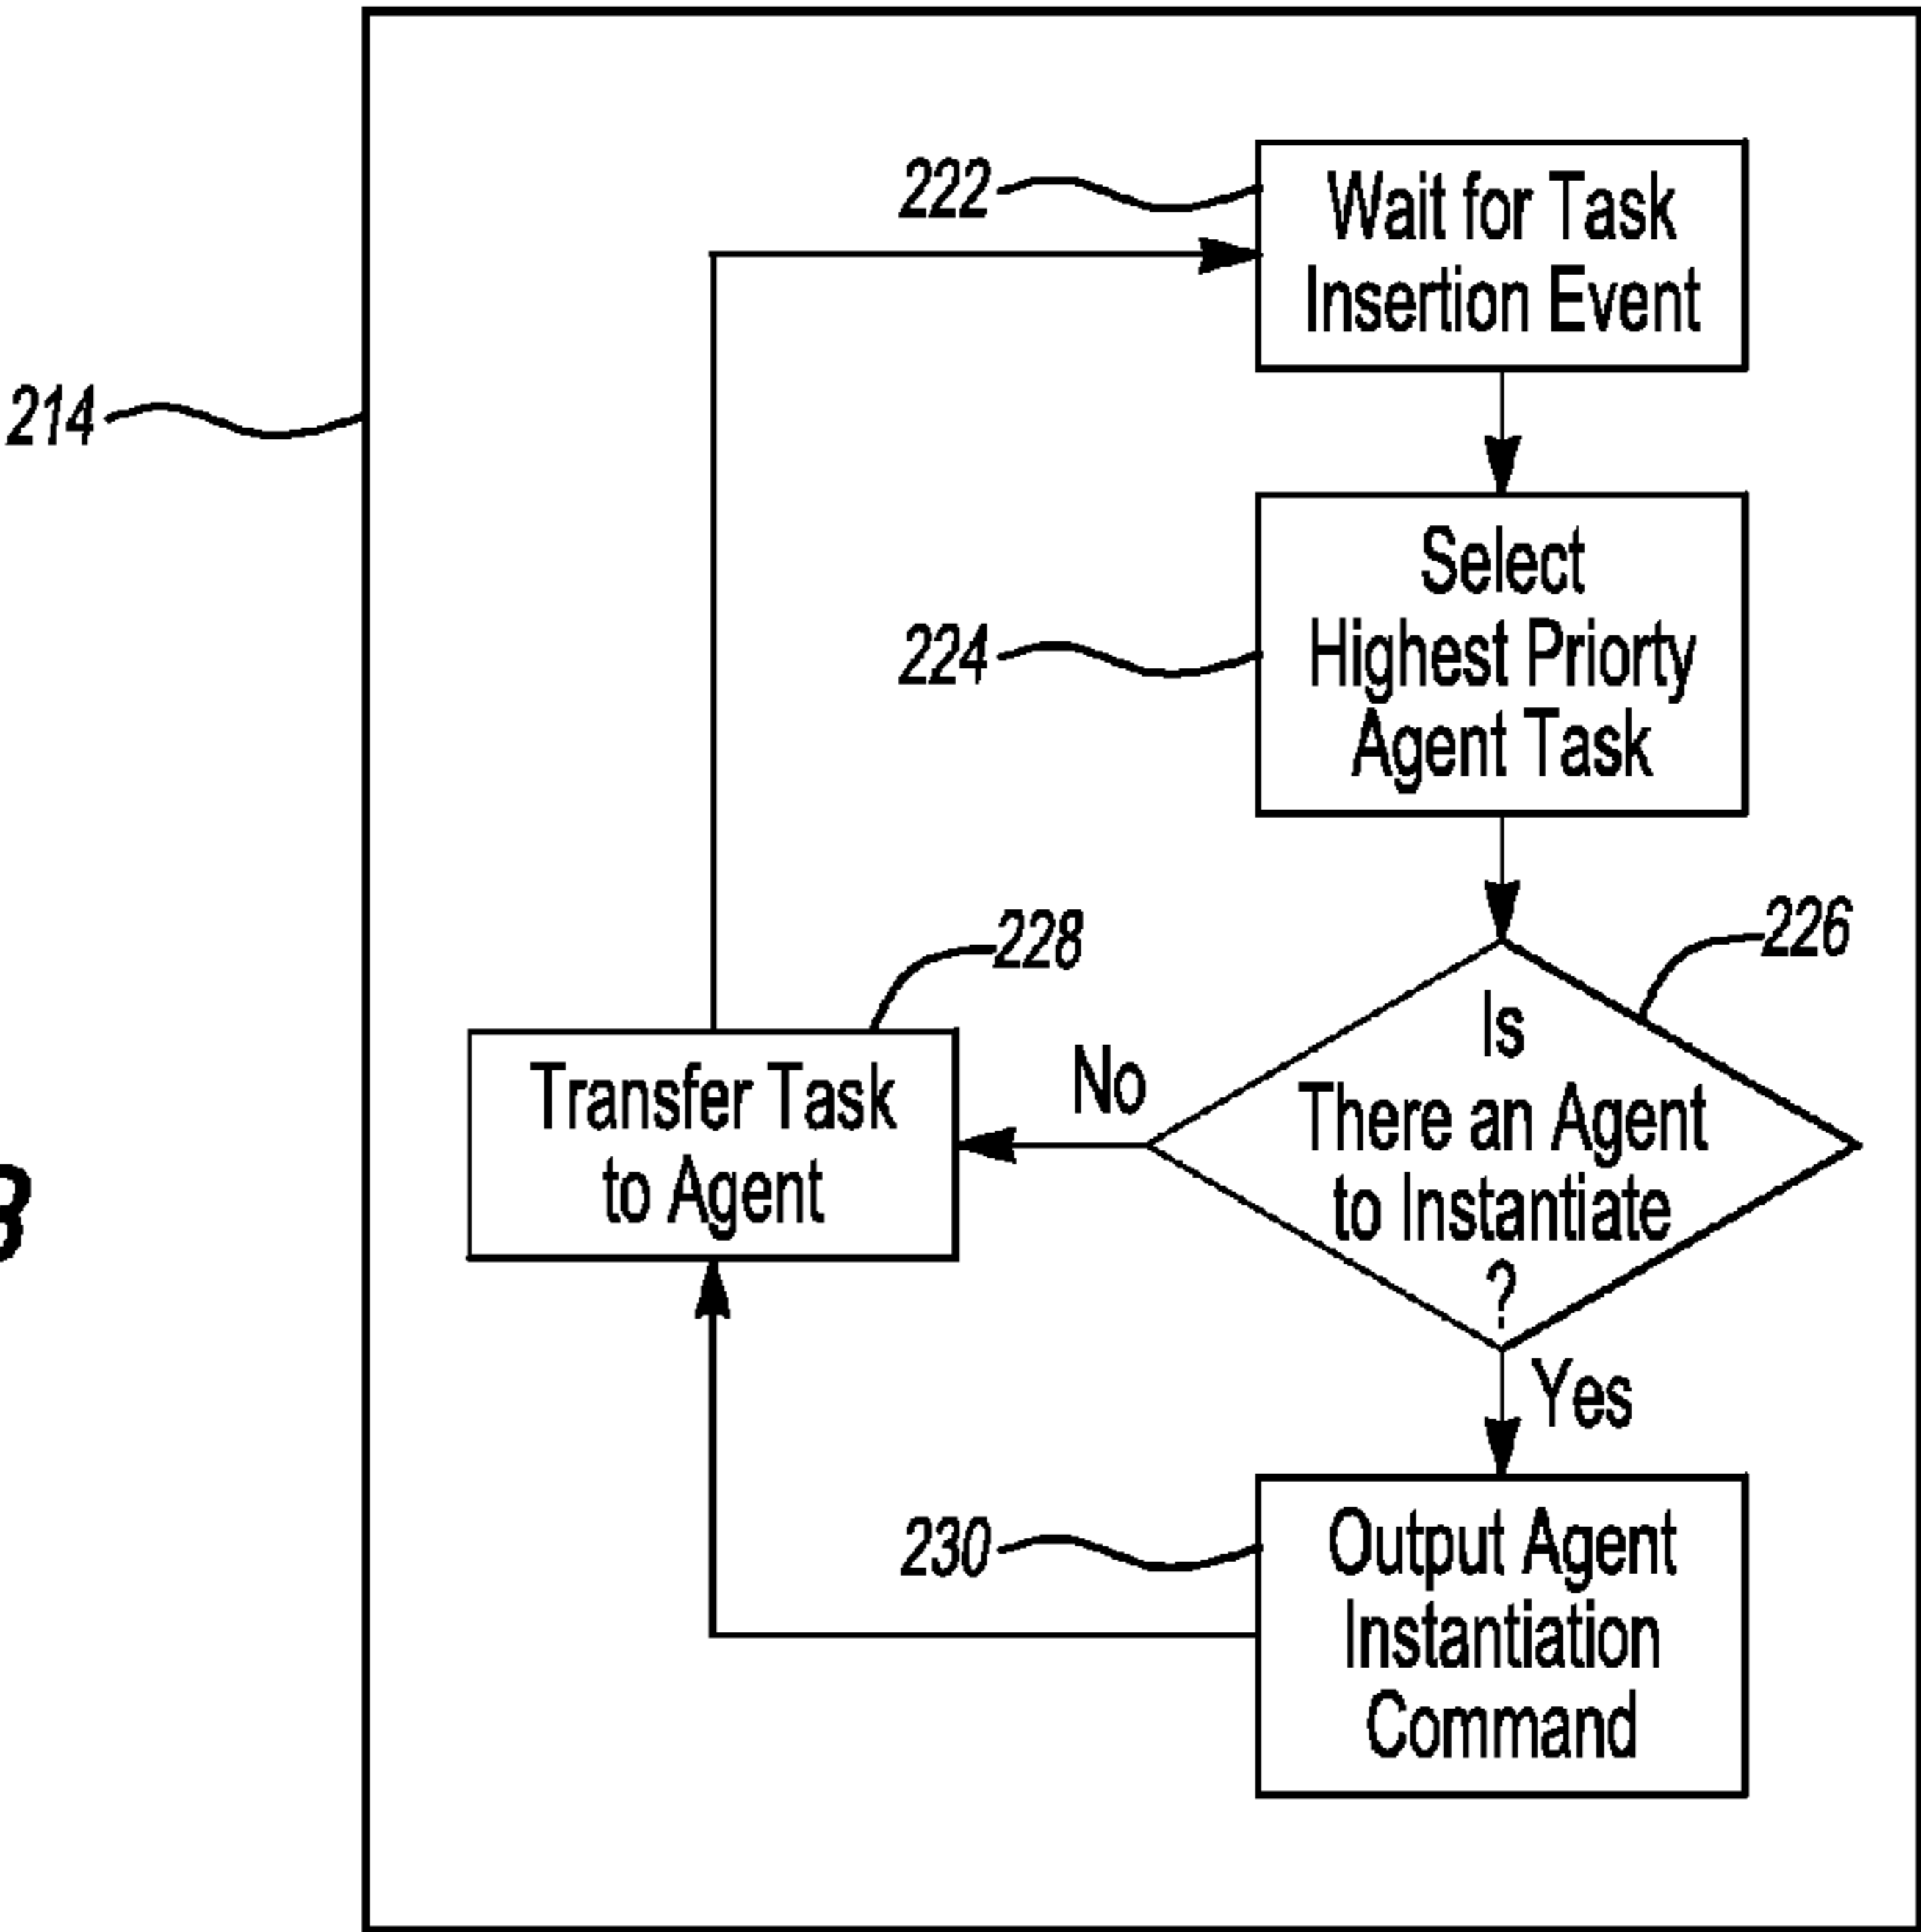 222
Wait for Task
Insertion Event
214
224
Select
Highest Priorty
Agent Task
226
228
Is
There an Agent
to Instantiate
?
No
Transfer Task
to Agent
Yes
230
Output Agent
Instantiation
Command